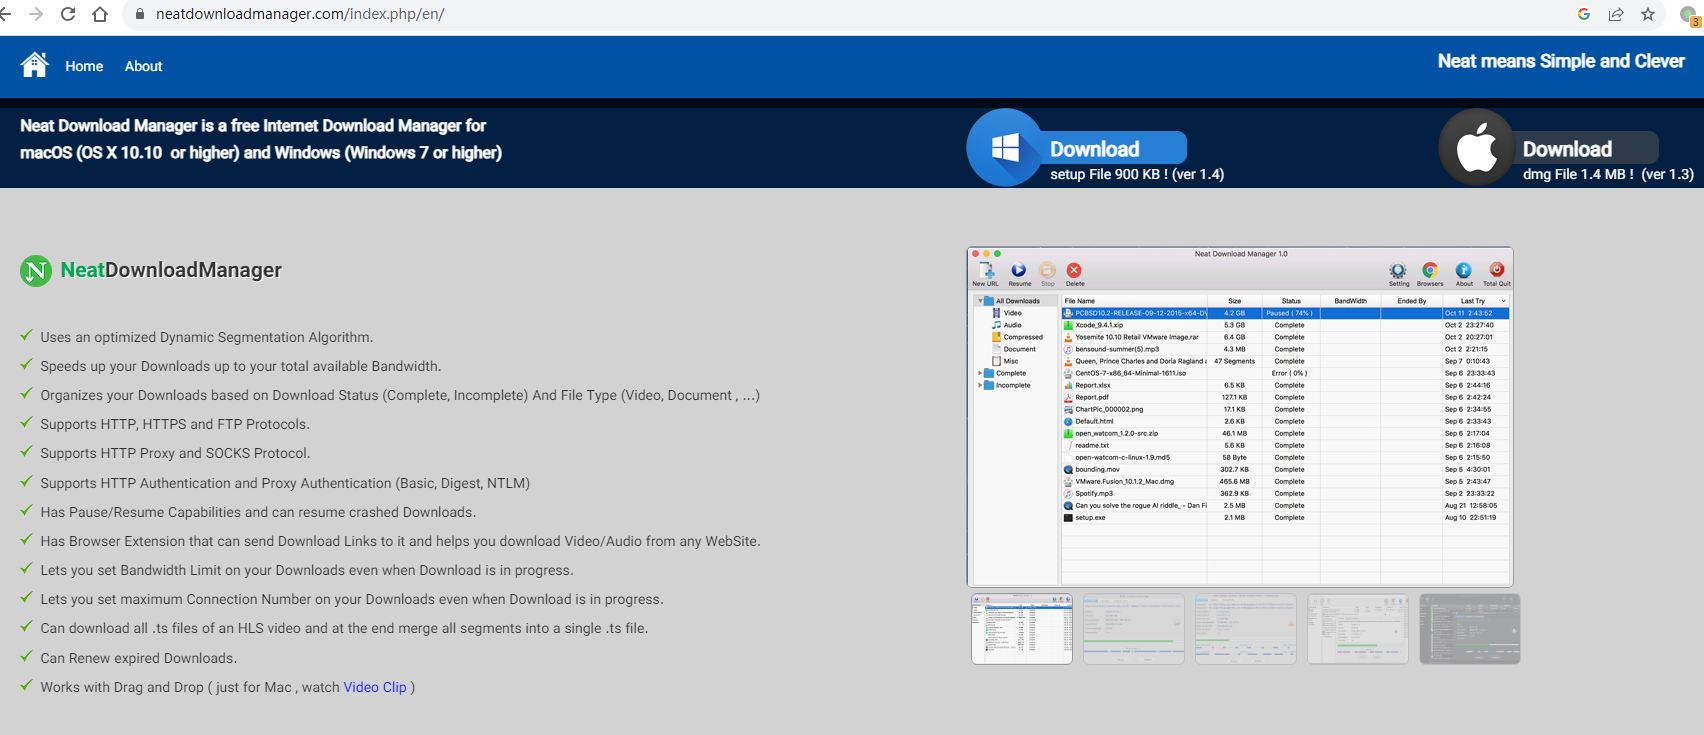 neatdownloadmanager.com/index.php/en/
3
Home About
Neat means Simple and Clever
Neat Download Manager is a free Internet Download Manager for
macOS (OS X 10.10 or higher) and Windows (Windows 7 or higher)
Download
setup File 900 KB ! (ver 1.4)
Download
dmg File 1.4 MB ! (ver 1.3)
N NeatDownloadManager
Uses an optimized Dynamic Segmentation Algorithm.
Speeds up your Downloads up to your total available Bandwidth.
Organizes your Downloads based on Download Status (Complete, Incomplete) And File Type (Video, Document , ...)
Supports HTTP, HTTPS and FTP Protocols.
Supports HTTP Proxy and SOCKS Protocol.
Supports HTTP Authentication and Proxy Authentication (Basic, Digest, NTLM)
Has Pause/Resume Capabilities and can resume crashed Downloads.
Has Browser Extension that can send Download Links to it and helps you download Video/Audio from any WebSite.
Lets you set Bandwidth Limit on your Downloads even when Download is in progress.
Lets you set maximum Connection Number on your Downloads even when Download is in progress.
Can download all .ts files of an HLS video and at the end merge all segments into a single .ts file.
Can Renew expired Downloads.
Works with Drag and Drop ( just for Mac , watch Video Clip )
Neat Download Manager 1.0
New URL Resume Stop Delete Setting Browsers About Total Quit
All Downloads
Video
Audio
Compressed
Document
Misc
Complete
Incomplete
File Name Size Status BandWidth Ended By Last Try
PCBSD10.2-RELEASE-09-12-2015-x64-DV 4.2 GB Paused ( 74% ) Oct 11 2:43:52
Xcode_9.4.1.xip 5.3 GB Complete Oct 2 23:27:40
Yosemite 10.10 Retail VMware Image.rar 6.4 GB Complete Oct 2 20:27:01
bensound-summer(5).mp3 4.3 MB Complete Oct 2 2:21:15
Queen, Prince Charles and Doria Ragland a 47 Segments Complete Sep 7 0:10:43
CentOS-7-x86_64-Minimal-1611.iso Error ( 0% ) Sep 6 23:33:43
Report.xlsx 6.5 KB Complete Sep 6 2:44:16
Report.pdf 127.1 KB Complete Sep 6 2:42:24
ChartPic_000002.png 17.1 KB Complete Sep 6 2:34:55
Default.html 2.6 KB Complete Sep 6 2:33:43
open_watcom_1.2.0-src.zip 46.1 MB Complete Sep 6 2:17:04
readme.txt 5.6 KB Complete Sep 6 2:16:08
open-watcom-c-linux-1.9.md5 58 Byte Complete Sep 6 2:15:50
bounding.mov 302.7 KB Complete Sep 5 4:30:01
VMware.Fusion_10.1.2_Mac.dmg 465.6 MB Complete Sep 5 2:43:47
Spotify.mp3 362.9 KB Complete Sep 2 23:33:22
Can you solve the rogue AI riddle_ - Dan Fi 2.5 MB Complete Aug 21 12:58:05
setup.exe 2.1 MB Complete Aug 10 22:51:19